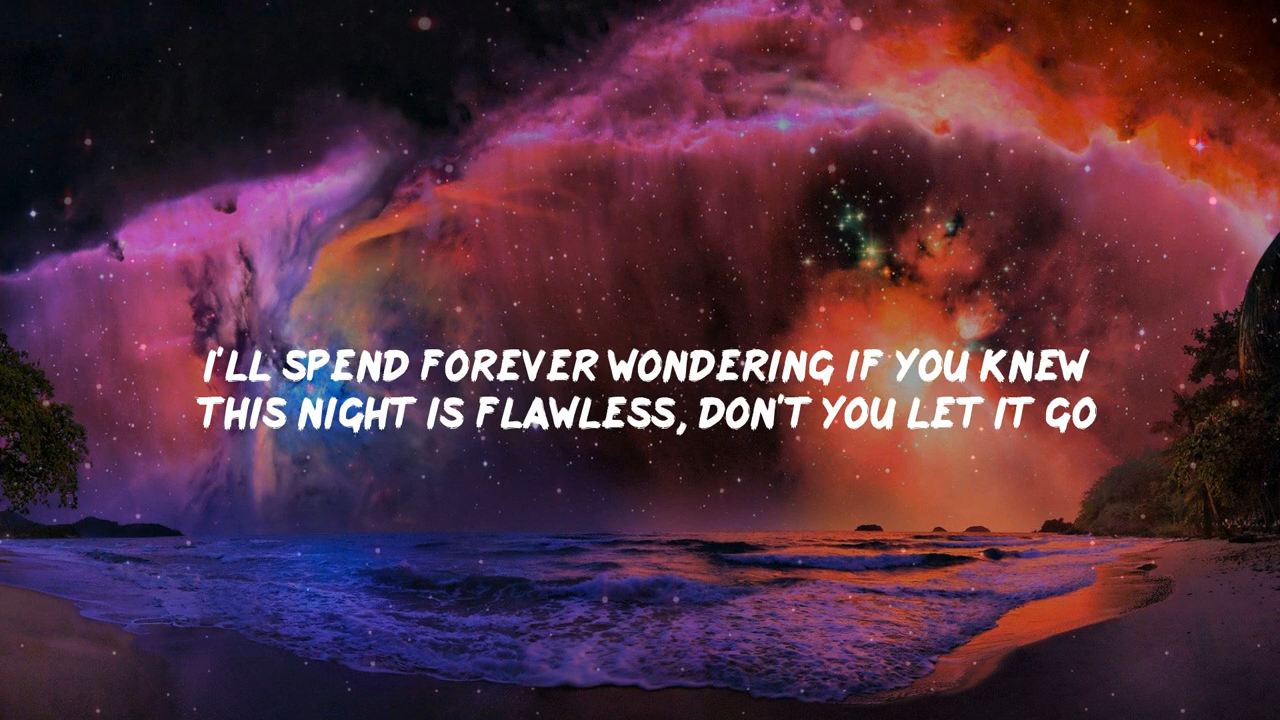 I'LL SPEND FOREVER WONDERING IF YOU KNEW
THIS NIGHT IS FLAWLESS, DON'T YOU LET IT GO